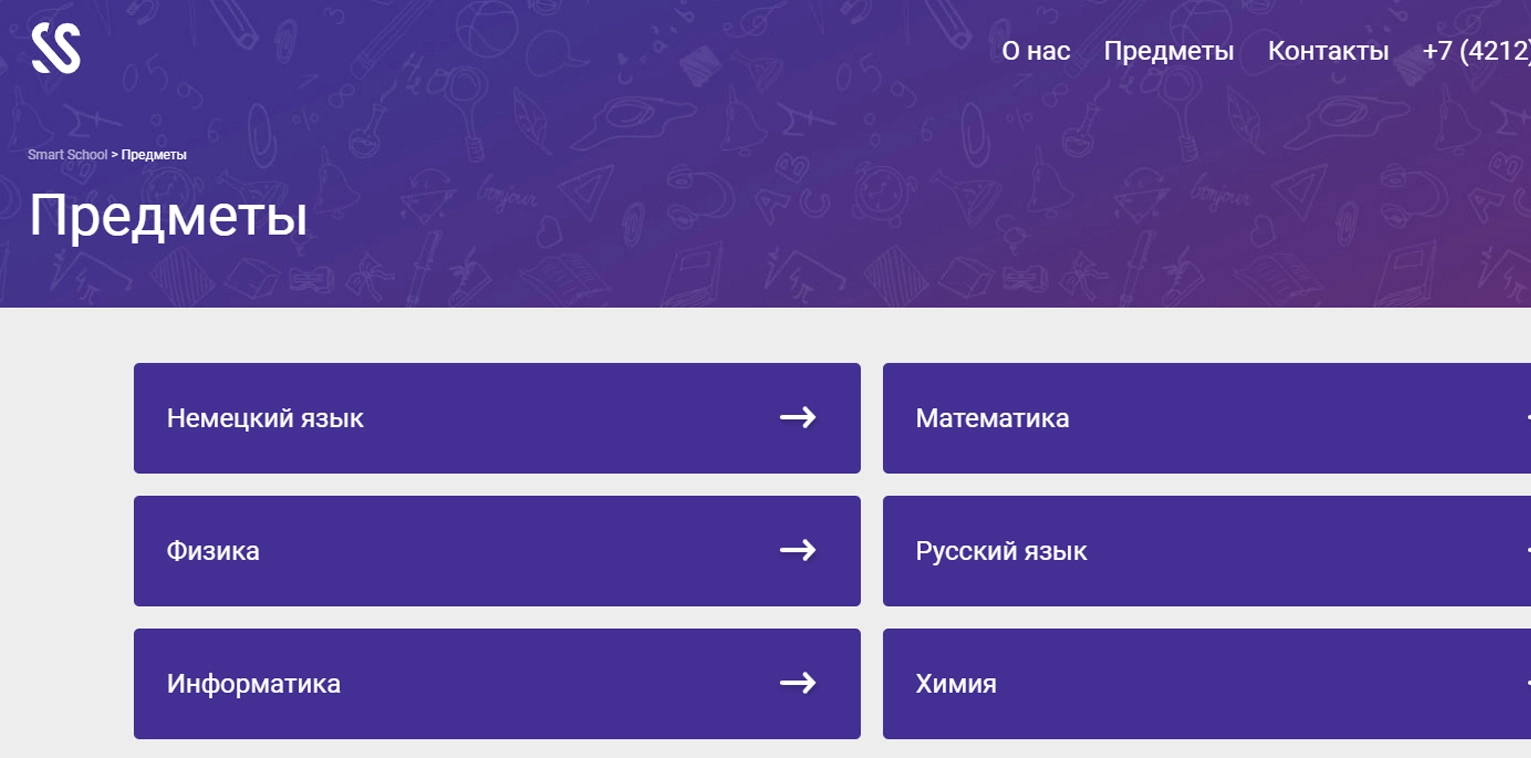 О нас Предметы Контакты +7 (4212)
Smart School > Предметы
Предметы
Немецкий язык
Математика
Физика
Русский язык
Информатика
Химия